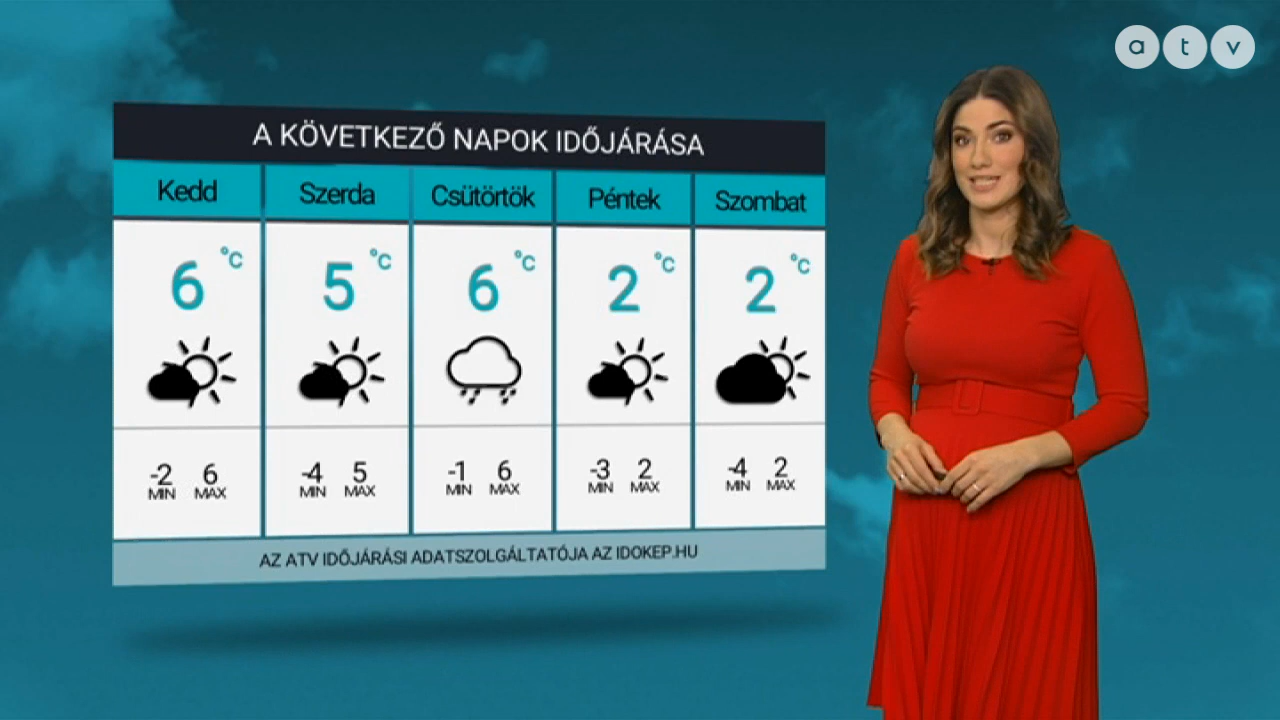 atv
A KÖVETKEZŐ NAPOK IDŐJÁRÁSA
Kedd Szerda Csütörtök Péntek Szombat
6 °C 5 °C 6 °C 2 °C 2 °C
-2 6 -4 5 -1 6 -3 2 -4 2
MIN MAX MIN MAX MIN MAX MIN MAX MIN MAX
AZ ATV IDŐJÁRÁSI ADATSZOLGÁLTATÓJA AZ IDOKEP.HU